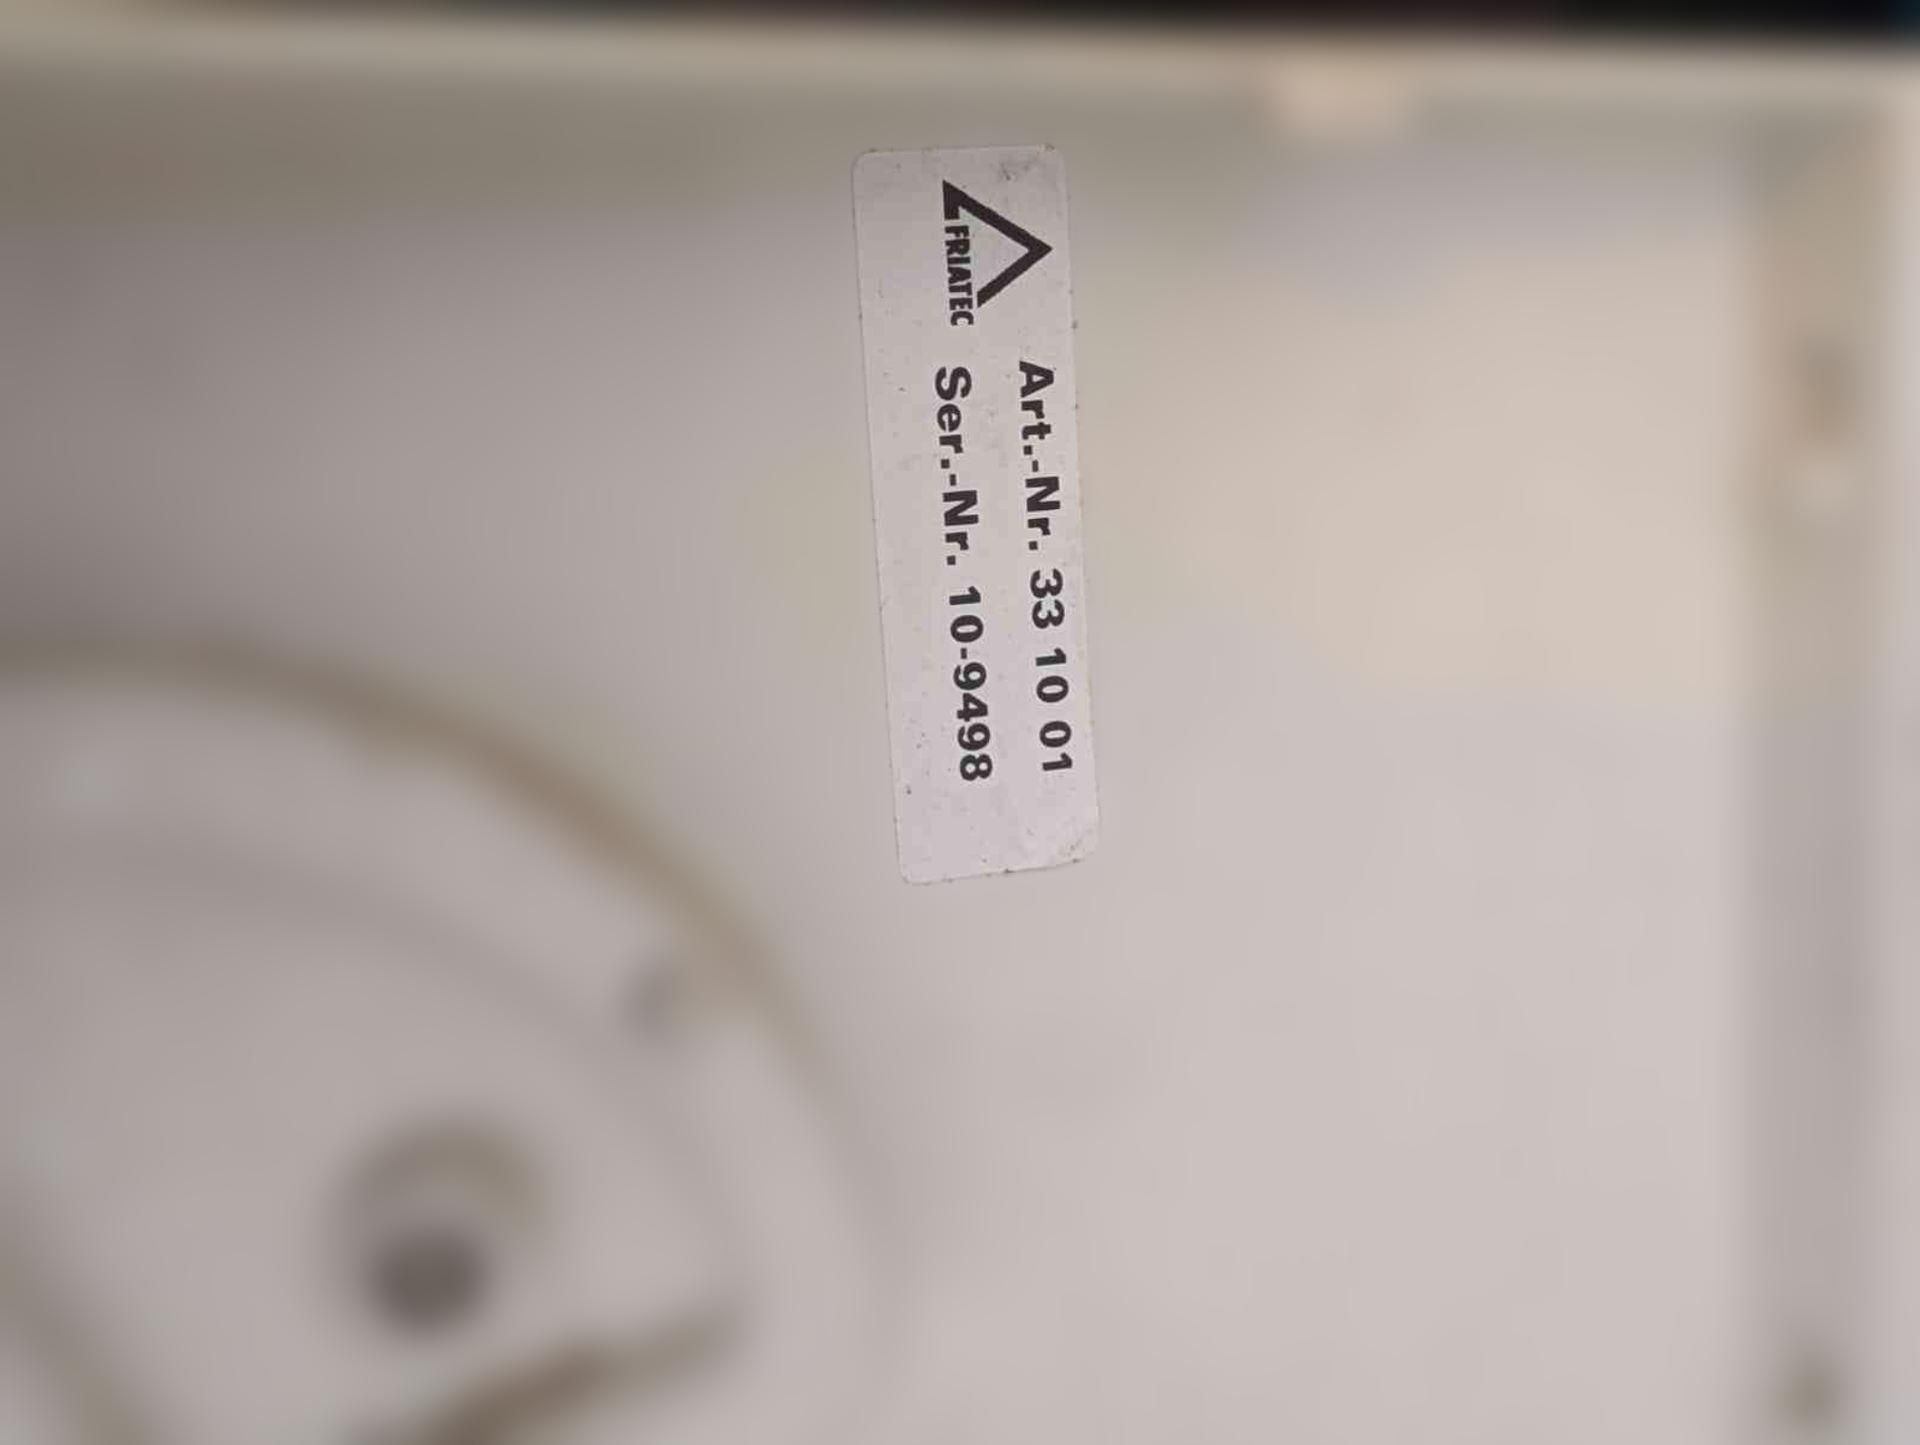 FRIATEC
Art.-Nr. 33 10 01
Ser.-Nr. 10-9498